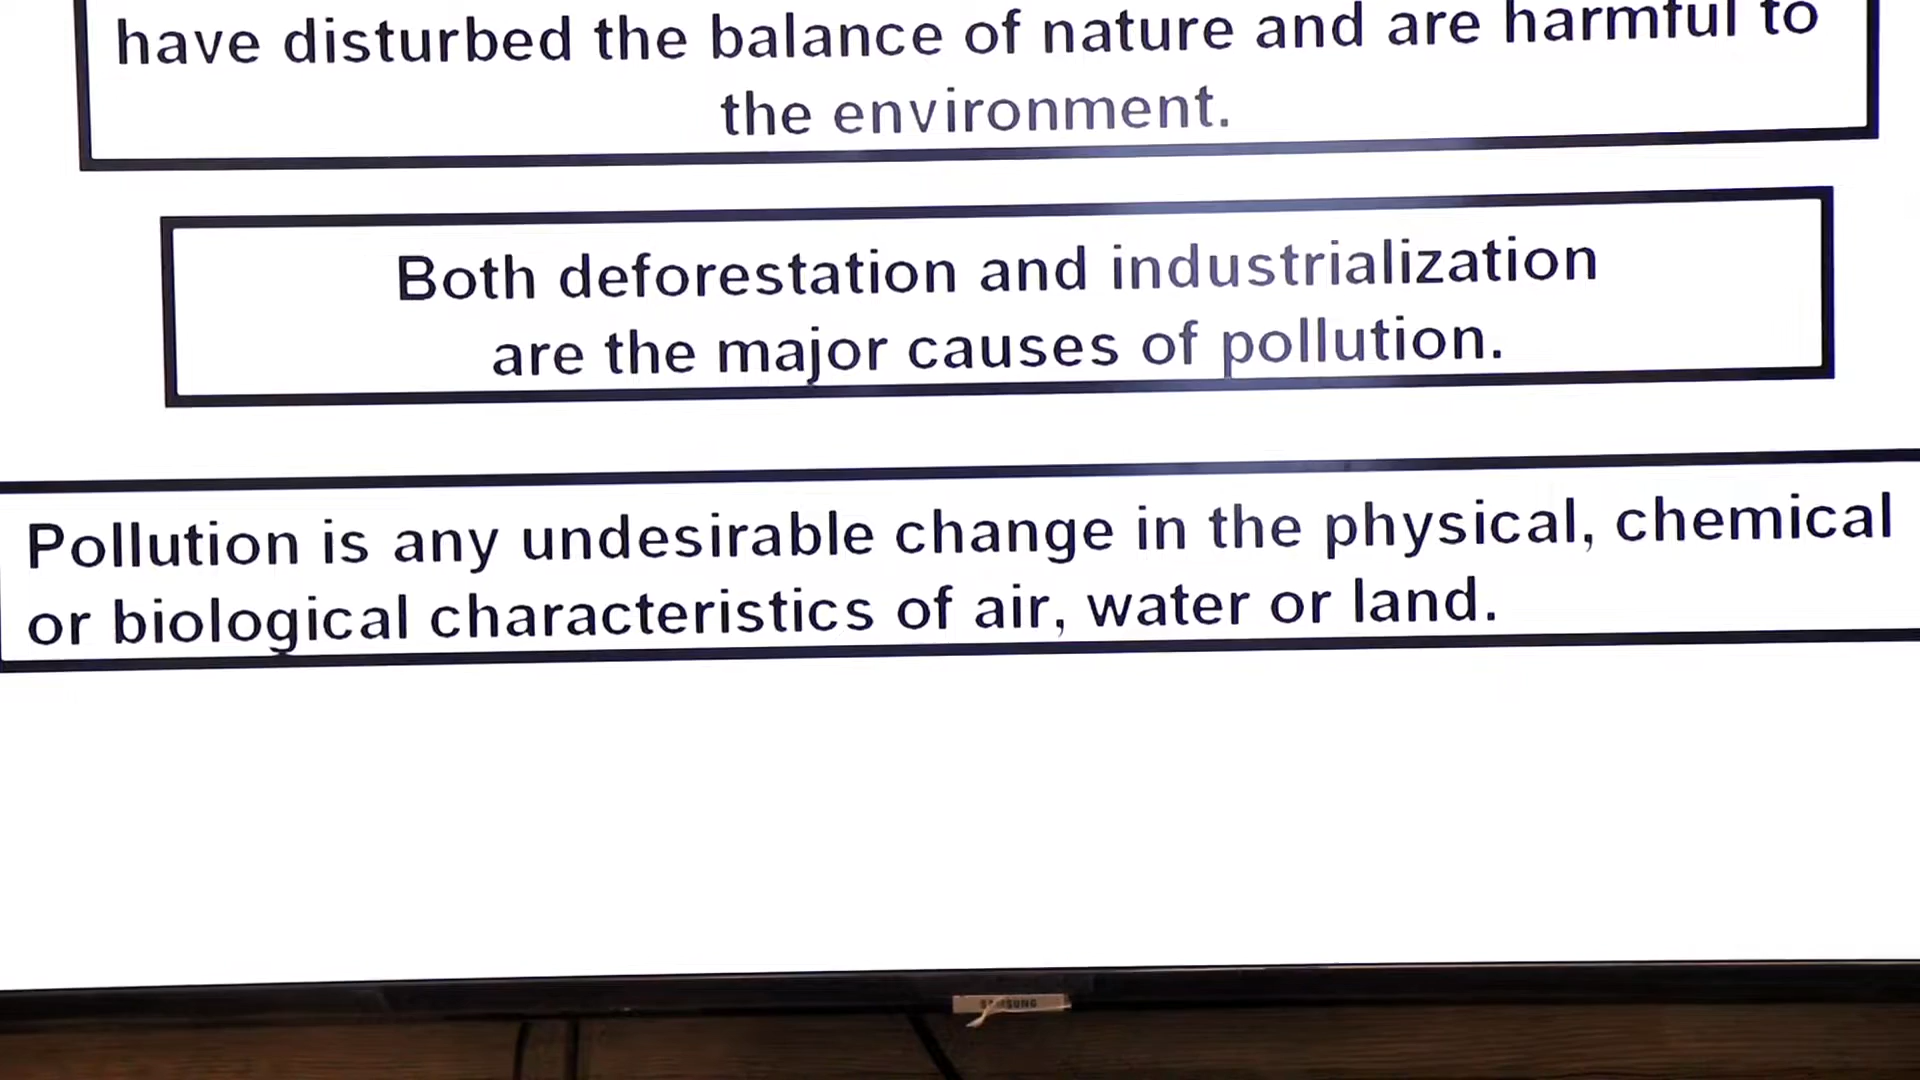 have disturbed the balance of nature and are harmful to
the environment.
Both deforestation and industrialization
are the major causes of pollution.
Pollution is any undesirable change in the physical, chemical
or biological characteristics of air, water or land.
SAMSUNG